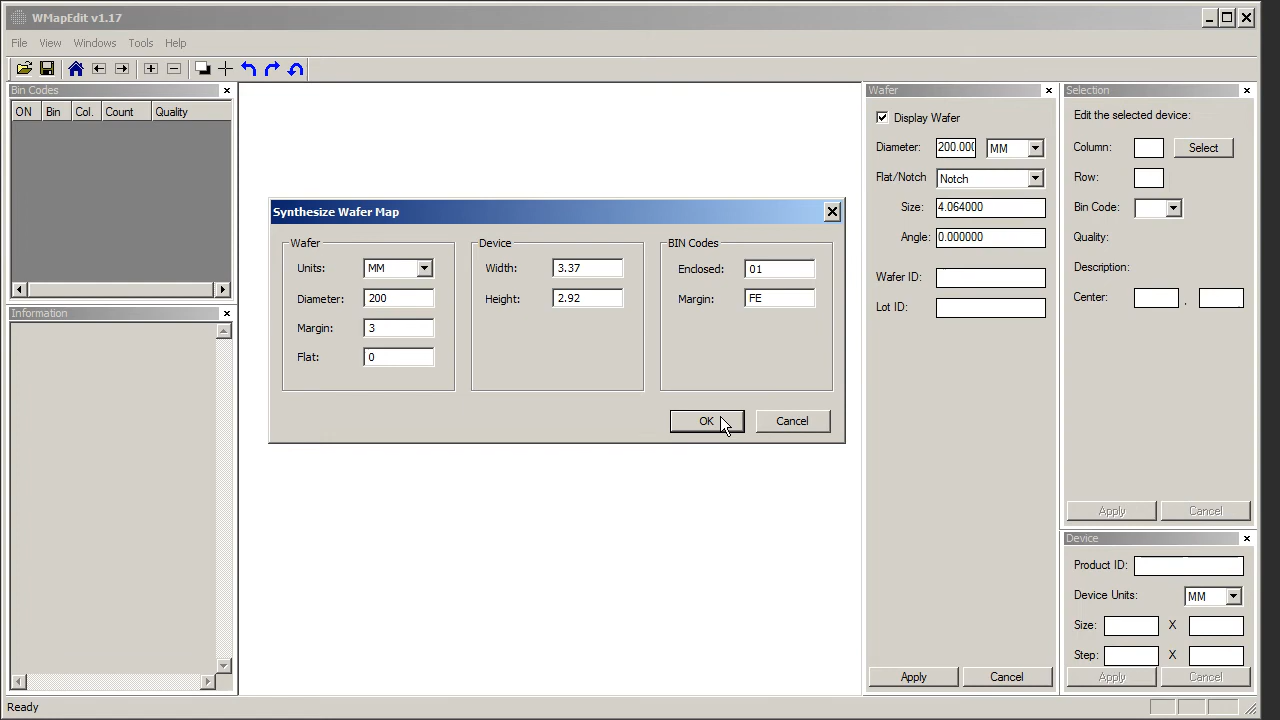 WMapEdit v1.17
File View Windows Tools Help
Bin Codes
ON Bin Col. Count Quality
Information
Synthesize Wafer Map
Wafer
Units: MM
Diameter: 200
Margin: 3
Flat: 0
Device
Width: 3.37
Height: 2.92
BIN Codes
Enclosed: 01
Margin: FE
OK Cancel
Wafer
Display Wafer
Diameter: 200.000 MM
Flat/Notch Notch
Size: 4.064000
Angle: 0.000000
Wafer ID:
Lot ID:
Apply Cancel
Selection
Edit the selected device:
Column: Select
Row:
Bin Code:
Quality:
Description:
Center: ,
Apply Cancel
Device
Product ID:
Device Units: MM
Size: X
Step: X
Apply Cancel
Ready